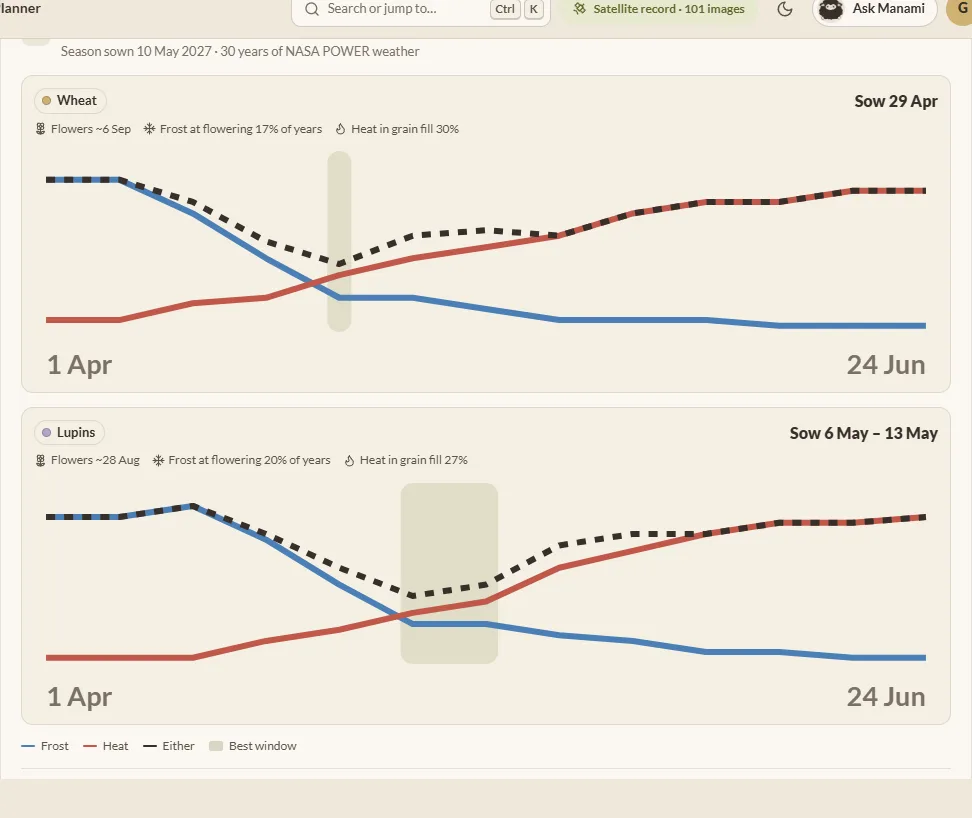 lanner
Search or jump to...
Ctrl
K
Satellite record · 101 images
Ask Manami
G
Season sown 10 May 2027 · 30 years of NASA POWER weather
Wheat
Sow 29 Apr
Flowers ~6 Sep
Frost at flowering 17% of years
Heat in grain fill 30%
1 Apr
24 Jun
Lupins
Sow 6 May – 13 May
Flowers ~28 Aug
Frost at flowering 20% of years
Heat in grain fill 27%
1 Apr
24 Jun
Frost
Heat
Either
Best window